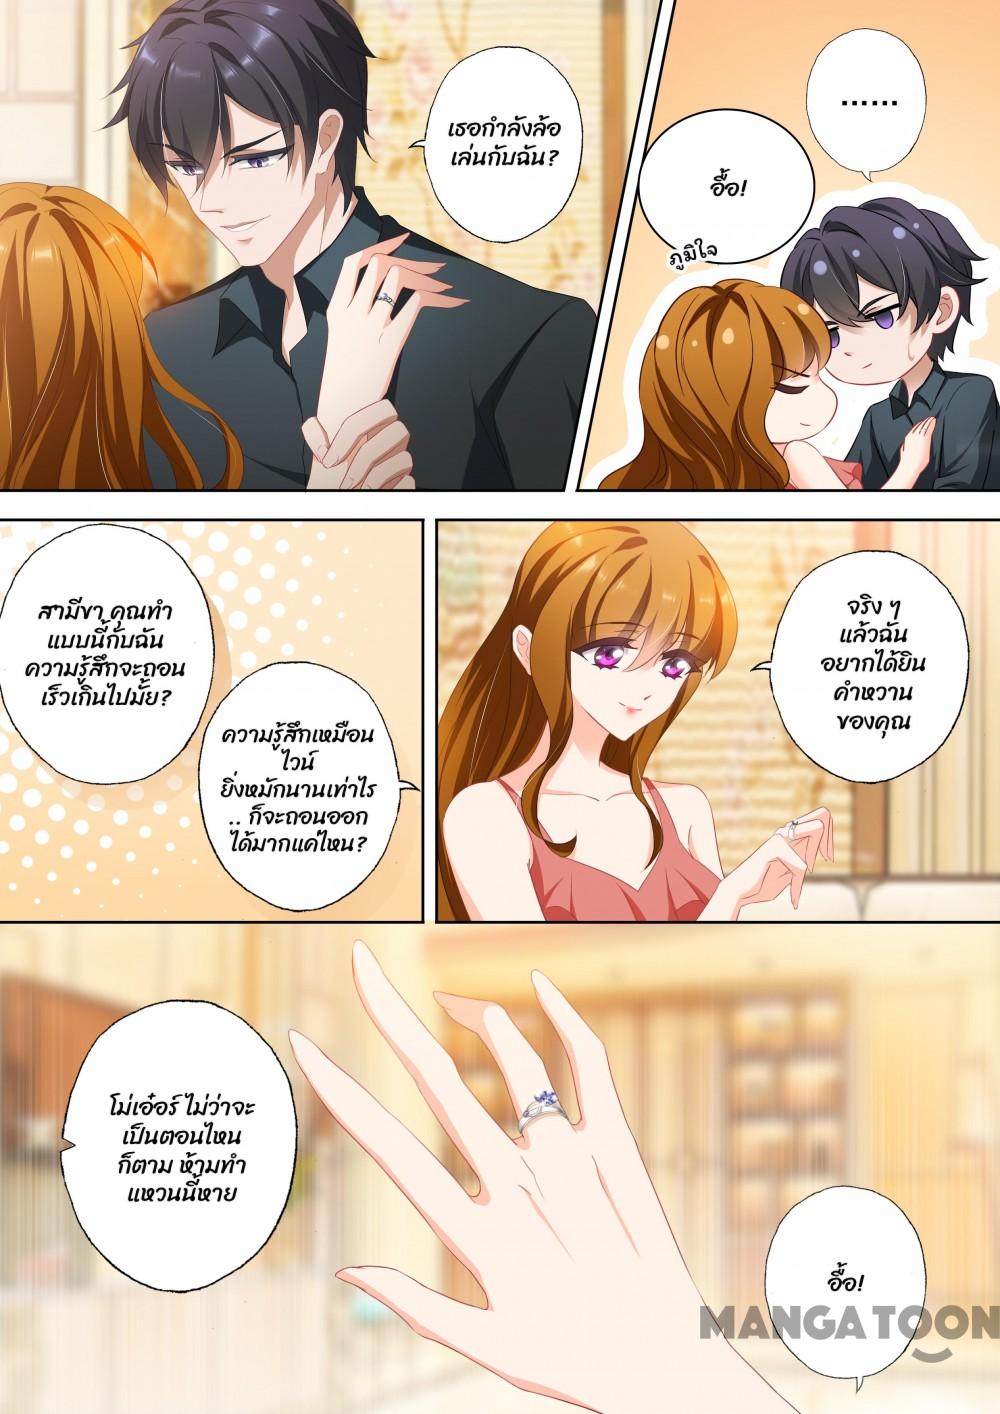 เธอกำลังล้อ
เล่นกับฉัน?
.......
อื้อ!
ภูมิใจ
สามีขา คุณทำ
แบบนี้กับฉัน
ความรู้สึกจะถอน
เร็วเกินไปมั้ย?
ความรู้สึกเหมือน
ไวน์
ยิ่งหมักนานเท่าไร
.. ก็จะถอนออก
ได้มากแค่ไหน?
จริง ๆ
แล้วฉัน
อยากได้ยิน
คำหวาน
ของคุณ
โม่เอ๋อร์ ไม่ว่าจะ
เป็นตอนไหน
ก็ตาม ห้ามทำ
แหวนนี้หาย
อื้อ!
MANGATOON